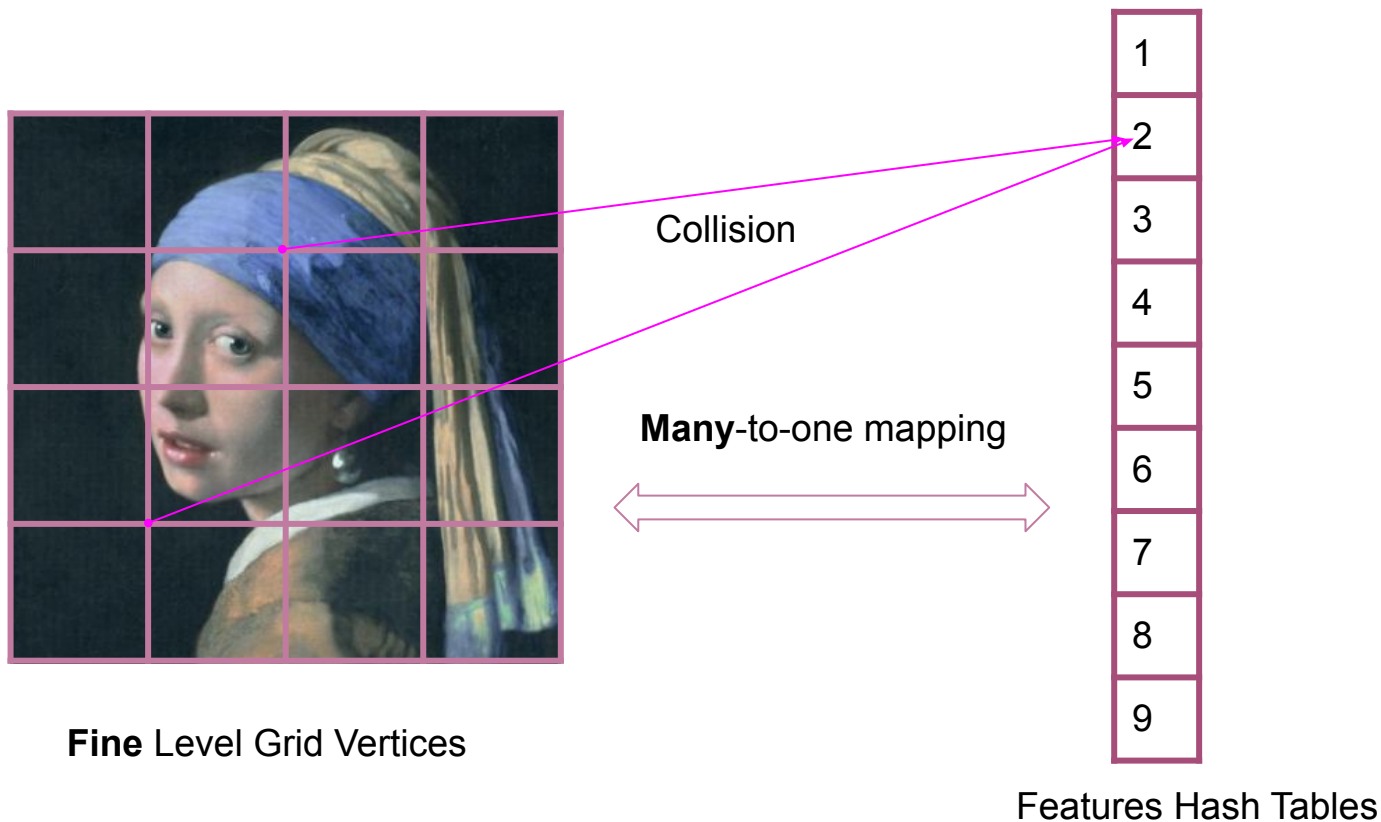 1
2
3
4
5
6
7
8
9
Collision
Many-to-one mapping
Fine Level Grid Vertices
Features Hash Tables